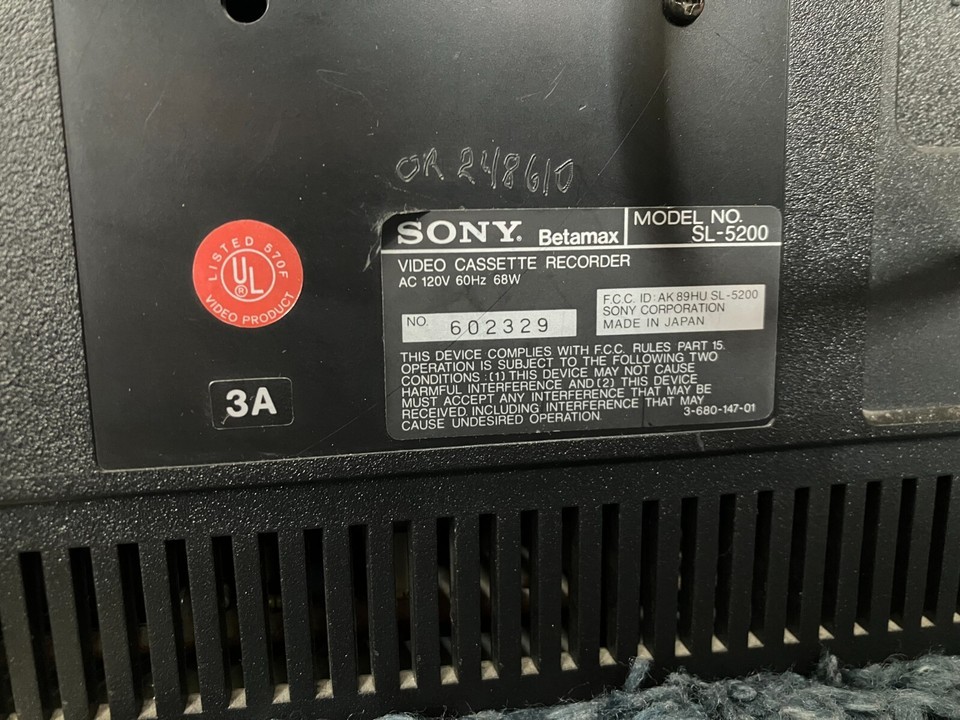 OR 248610
SONY® Betamax
MODEL NO.
SL-5200
VIDEO CASSETTE RECORDER
AC 120V 60Hz 68W
NO. 602329
F.C.C. ID: AK89HU SL-5200
SONY CORPORATION
MADE IN JAPAN
THIS DEVICE COMPLIES WITH F.C.C. RULES PART 15.
OPERATION IS SUBJECT TO THE FOLLOWING TWO
CONDITIONS : (1) THIS DEVICE MAY NOT CAUSE
HARMFUL INTERFERENCE AND (2) THIS DEVICE
MUST ACCEPT ANY INTERFERENCE THAT MAY BE
RECEIVED, INCLUDING INTERFERENCE THAT MAY
CAUSE UNDESIRED OPERATION.
3-680-147-01
LISTED 570F
UL®
VIDEO PRODUCT
3A